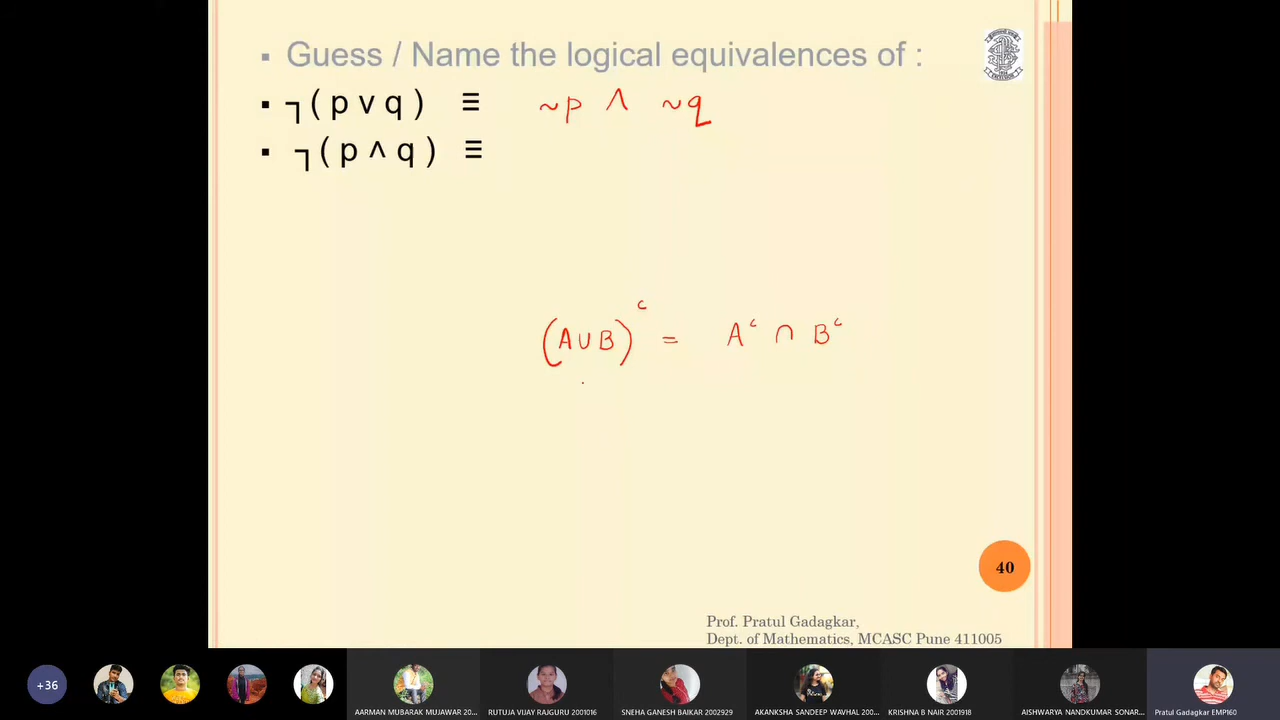 ▪ Guess / Name the logical equivalences of :
▪ ┐( p v q ) ≡ ~p ∧ ~q
▪ ┐( p ∧ q ) ≡
(A∪B)ᶜ = Aᶜ ∩ Bᶜ
40
Prof. Pratul Gadagkar,
Dept. of Mathematics, MCASC Pune 411005
+36
AARMAN MUBARAK MUJAWAR 20...
RUTUJA VIJAY RAJGURU 2001016
SNEHA GANESH BAIKAR 2002929
AKANKSHA SANDEEP WAVHAL 200...
KRISHNA B NAIR 2001918
AISHWARYA NANDKUMAR SONAR...
Pratul Gadagkar EMP160